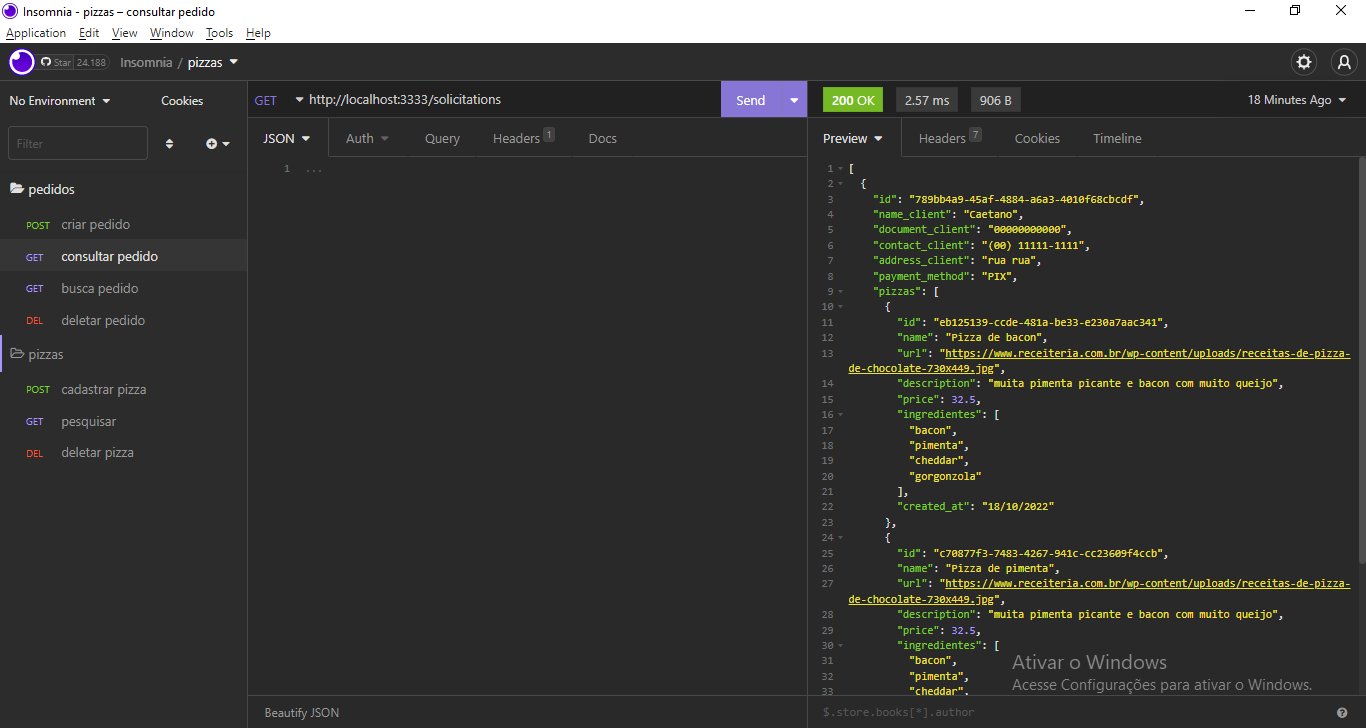 Insomnia - pizzas – consultar pedido
Application Edit View Window Tools Help
Star 24.188 Insomnia / pizzas
No Environment Cookies
GET http://localhost:3333/solicitations Send
200 OK 2.57 ms 906 B 18 Minutes Ago
Filter
JSON Auth Query Headers 1 Docs
Preview Headers 7 Cookies Timeline
pedidos
POST criar pedido
GET consultar pedido
GET busca pedido
DEL deletar pedido
pizzas
POST cadastrar pizza
GET pesquisar
DEL deletar pizza
1 ...
1 [
2 {
3 "id": "789bb4a9-45af-4884-a6a3-4010f68cbcdf",
4 "name_client": "Caetano",
5 "document_client": "00000000000",
6 "contact_client": "(00) 11111-1111",
7 "address_client": "rua rua",
8 "payment_method": "PIX",
9 "pizzas": [
10 {
11 "id": "eb125139-ccde-481a-be33-e230a7aac341",
12 "name": "Pizza de bacon",
13 "url": "https://www.receiteria.com.br/wp-content/uploads/receitas-de-pizza-
de-chocolate-730x449.jpg",
14 "description": "muita pimenta picante e bacon com muito queijo",
15 "price": 32.5,
16 "ingredientes": [
17 "bacon",
18 "pimenta",
19 "cheddar",
20 "gorgonzola"
21 ],
22 "created_at": "18/10/2022"
23 },
24 {
25 "id": "c70877f3-7483-4267-941c-cc23609f4ccb",
26 "name": "Pizza de pimenta",
27 "url": "https://www.receiteria.com.br/wp-content/uploads/receitas-de-pizza-
de-chocolate-730x449.jpg",
28 "description": "muita pimenta picante e bacon com muito queijo",
29 "price": 32.5,
30 "ingredientes": [
31 "bacon",
32 "pimenta",
33 "cheddar",
Ativar o Windows
Acesse Configurações para ativar o Windows.
Beautify JSON
$.store.books[*].author